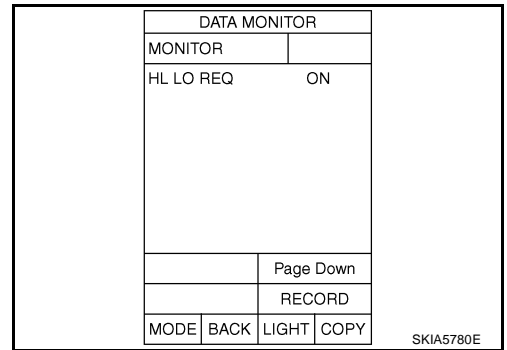 DATA MONITOR
MONITOR
HL LO REQ ON
Page Down
RECORD
MODE BACK LIGHT COPY
SKIA5780E